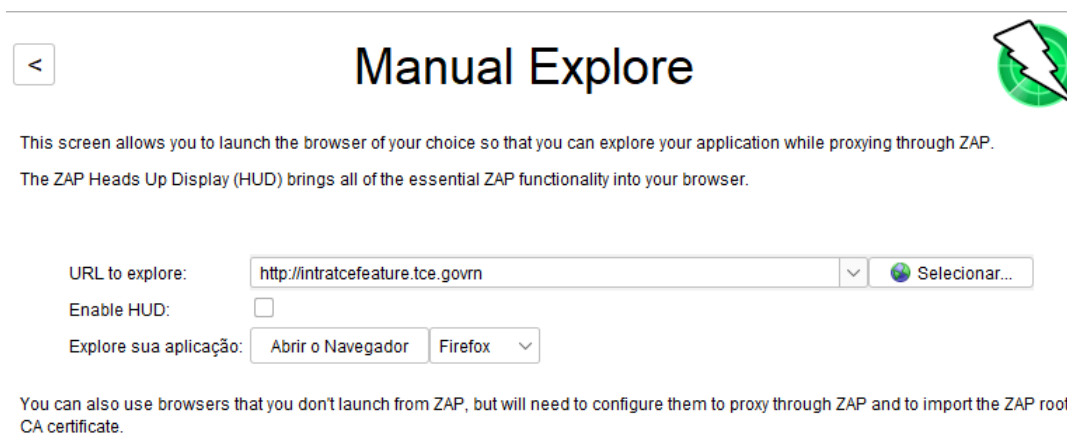 <
Manual Explore
This screen allows you to launch the browser of your choice so that you can explore your application while proxying through ZAP.
The ZAP Heads Up Display (HUD) brings all of the essential ZAP functionality into your browser.
URL to explore: http://intratcefeature.tce.govrn Selecionar...
Enable HUD:
Explore sua aplicação: Abrir o Navegador Firefox
You can also use browsers that you don't launch from ZAP, but will need to configure them to proxy through ZAP and to import the ZAP root
CA certificate.